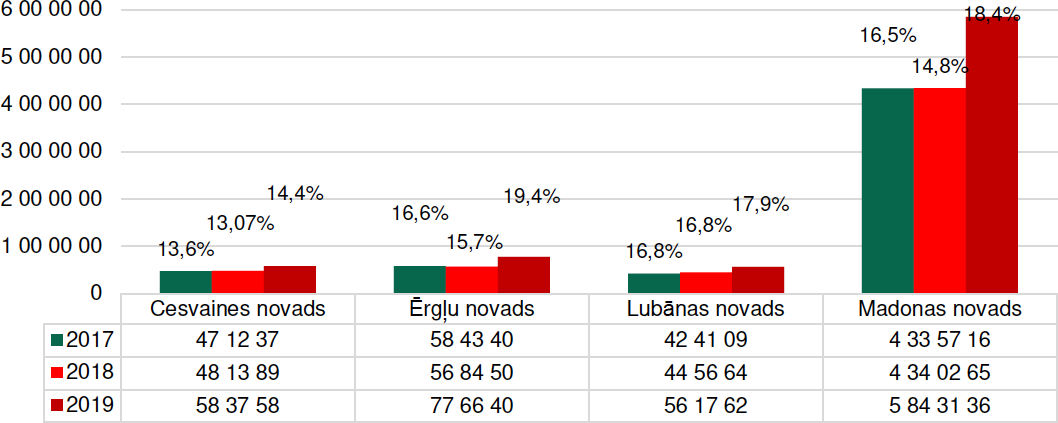 6 00 00 00
5 00 00 00
4 00 00 00
3 00 00 00
2 00 00 00
1 00 00 00
0
13,6%
13,07%
14,4%
16,6%
15,7%
19,4%
16,8%
16,8%
17,9%
16,5%
14,8%
18,4%
Cesvaines novads Ērgļu novads Lubānas novads Madonas novads
2017 47 12 37 58 43 40 42 41 09 4 33 57 16
2018 48 13 89 56 84 50 44 56 64 4 34 02 65
2019 58 37 58 77 66 40 56 17 62 5 84 31 36